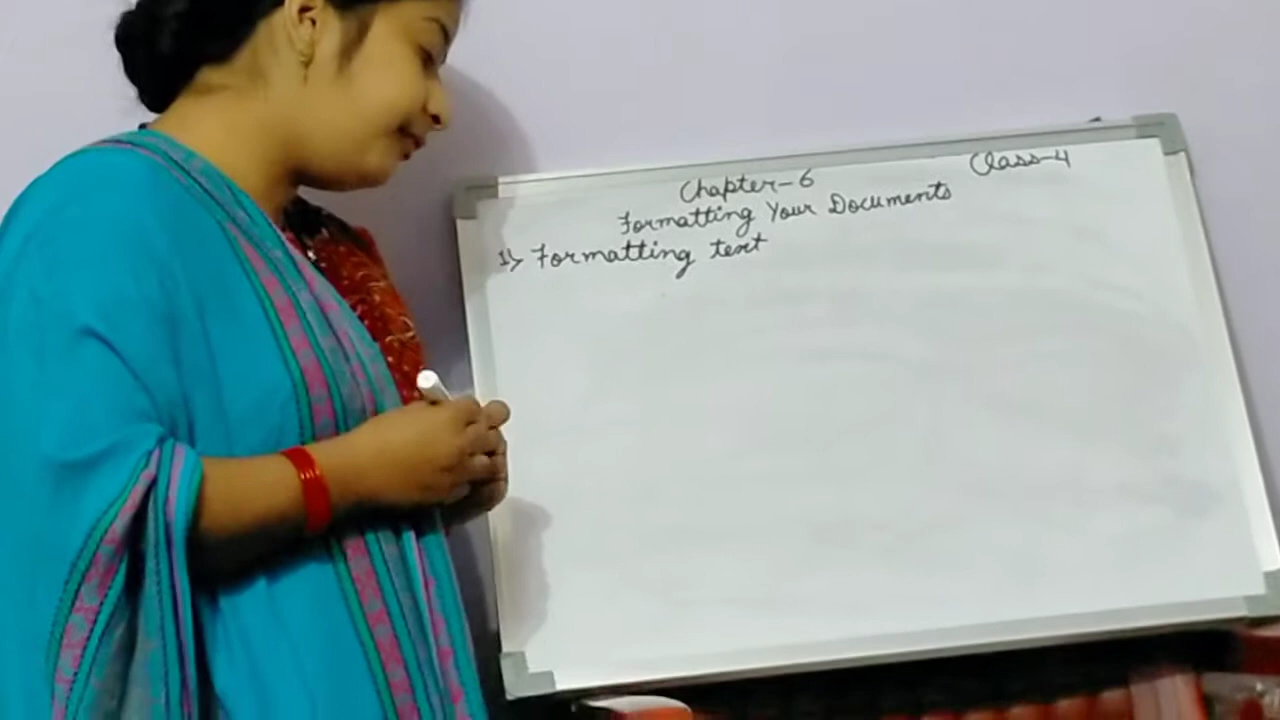 Class-4
Chapter-6
Formatting Your Documents
1) Formatting text